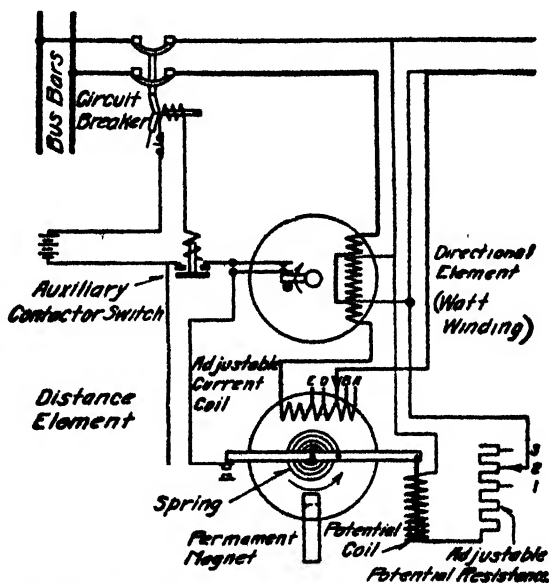 Bus Bars
Circuit
Breaker
Auxiliary
Contactor Switch
Directional
Element
(Watt
Winding)
Adjustable
Current
Coil
Distance
Element
Spring
Permament
Magnet
Potential
Coil
3
2
1
Adjustable
Potential Resistance